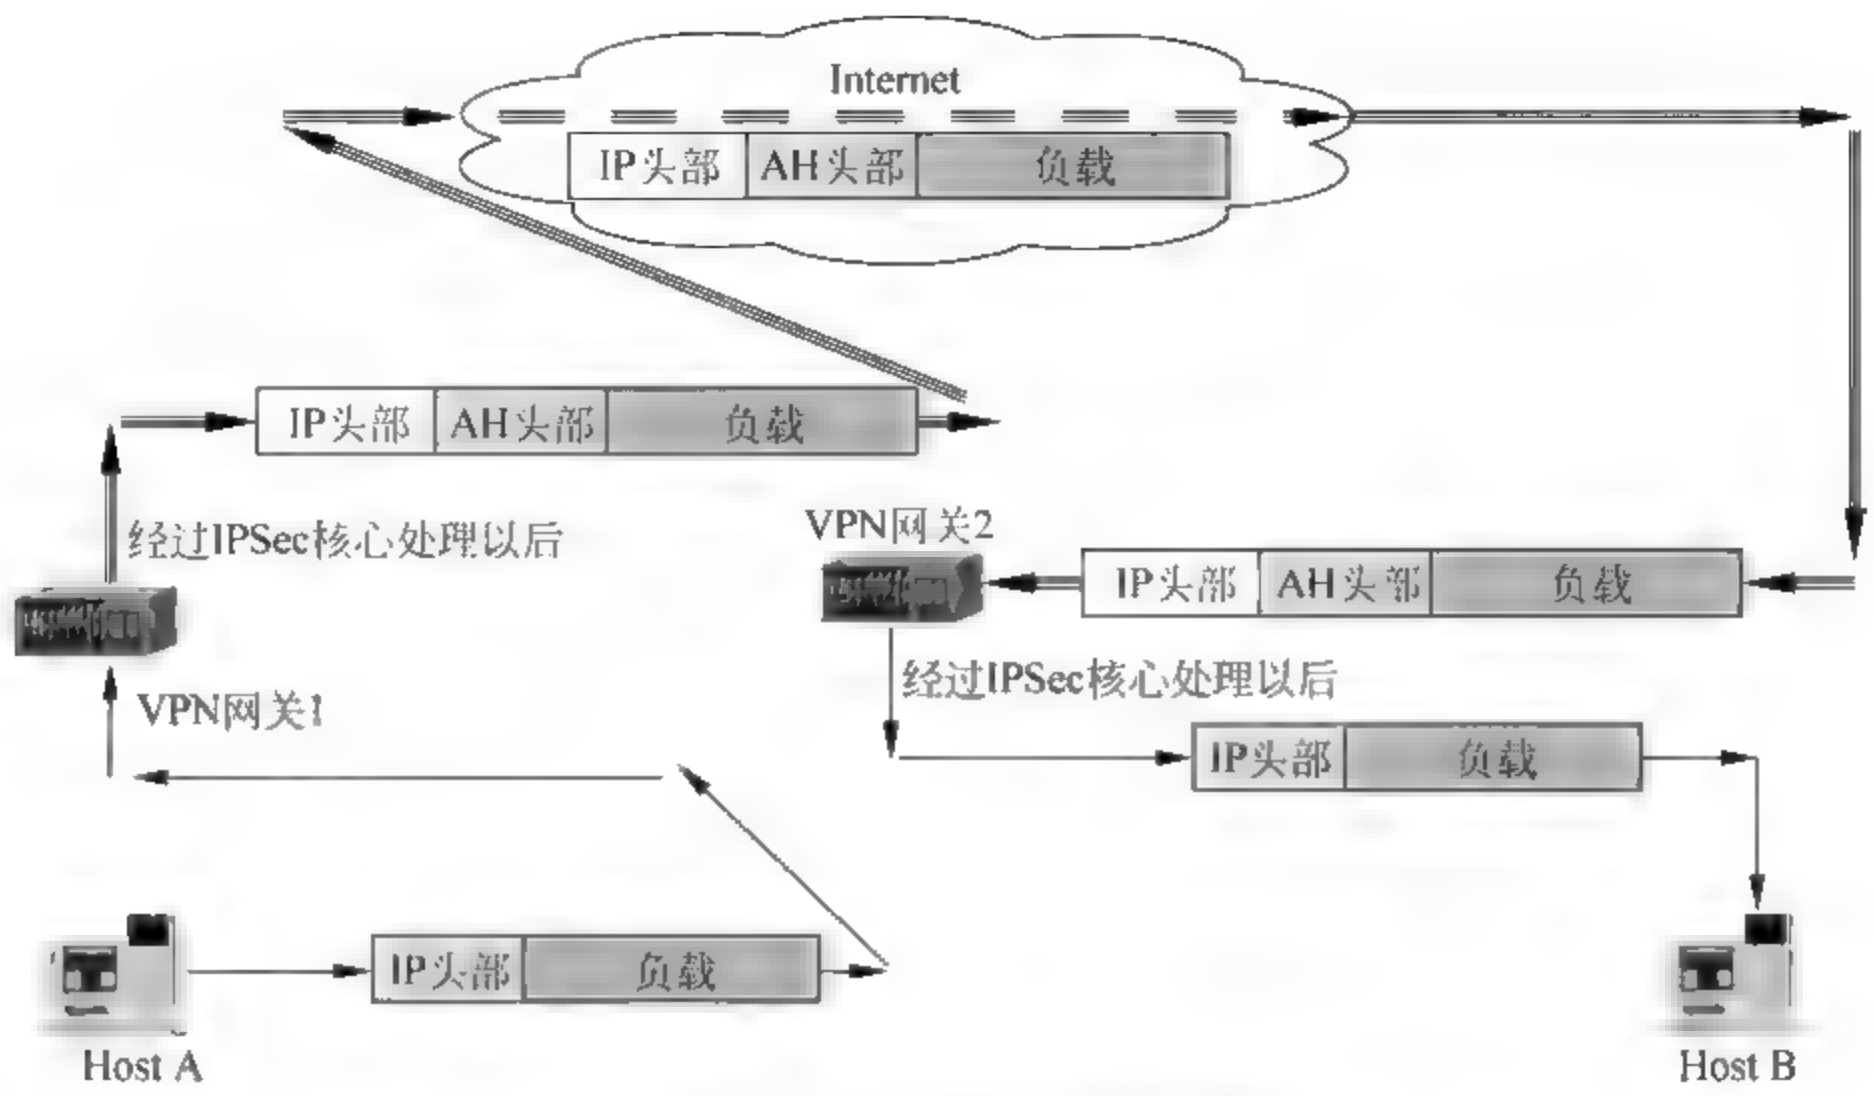 Internet
IP头部 AH头部 负载
IP头部 AH头部 负载
经过IPSec核心处理以后
VPN网关2
IP头部 AH头部 负载
经过IPSec核心处理以后
VPN网关1
IP头部 负载
IP头部 负载
Host A
Host B